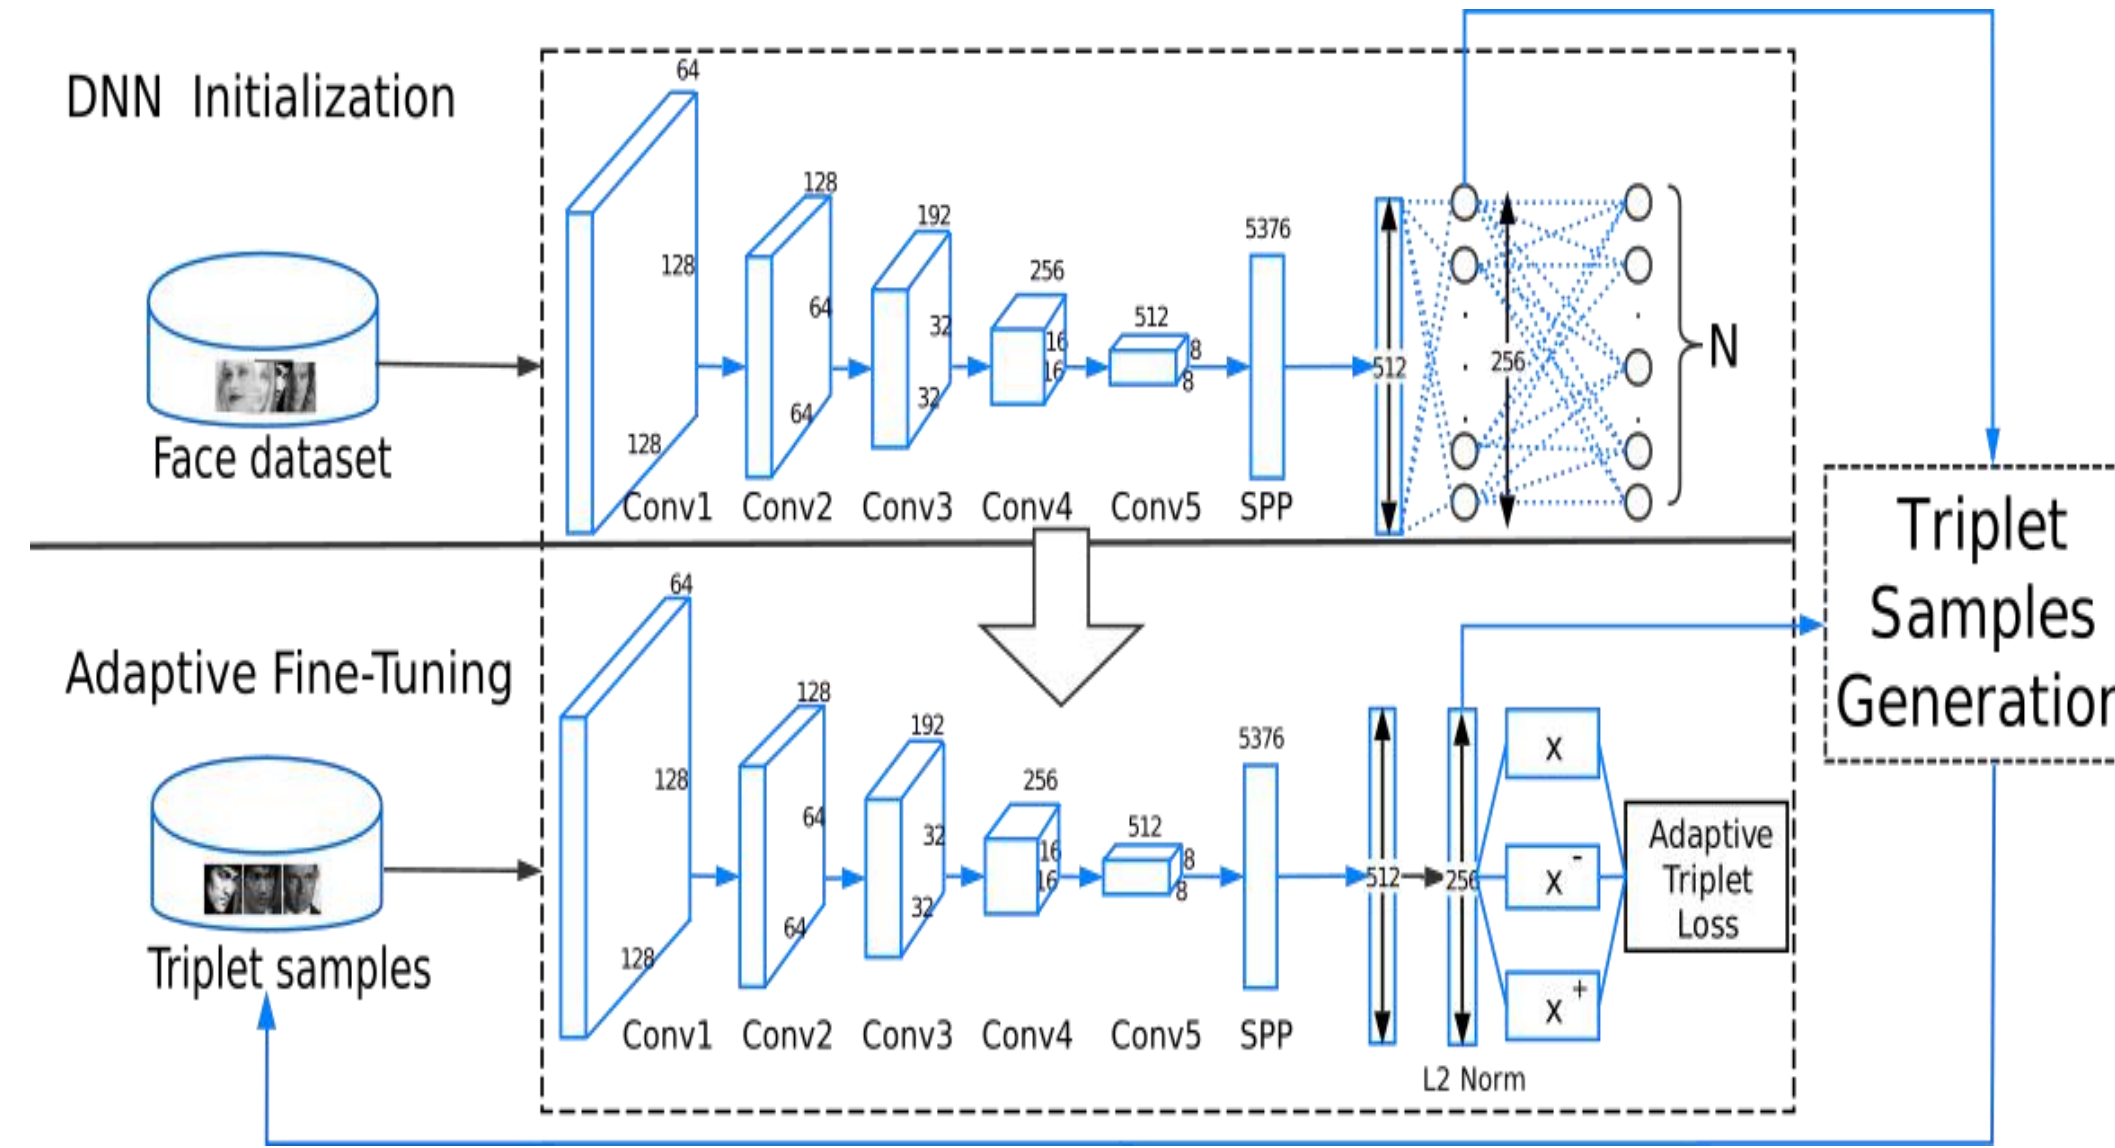 DNN Initialization
64
128
128
128
64
64
192
32
32
256
16
16
512
8
8
5376
512
256
N
Face dataset
Conv1 Conv2 Conv3 Conv4 Conv5 SPP
Triplet
Samples
Generation
Adaptive Fine-Tuning
64
128
128
128
64
64
192
32
32
256
16
16
512
8
8
5376
512
256
x
x -
x +
Adaptive
Triplet
Loss
Triplet samples
Conv1 Conv2 Conv3 Conv4 Conv5 SPP
L2 Norm